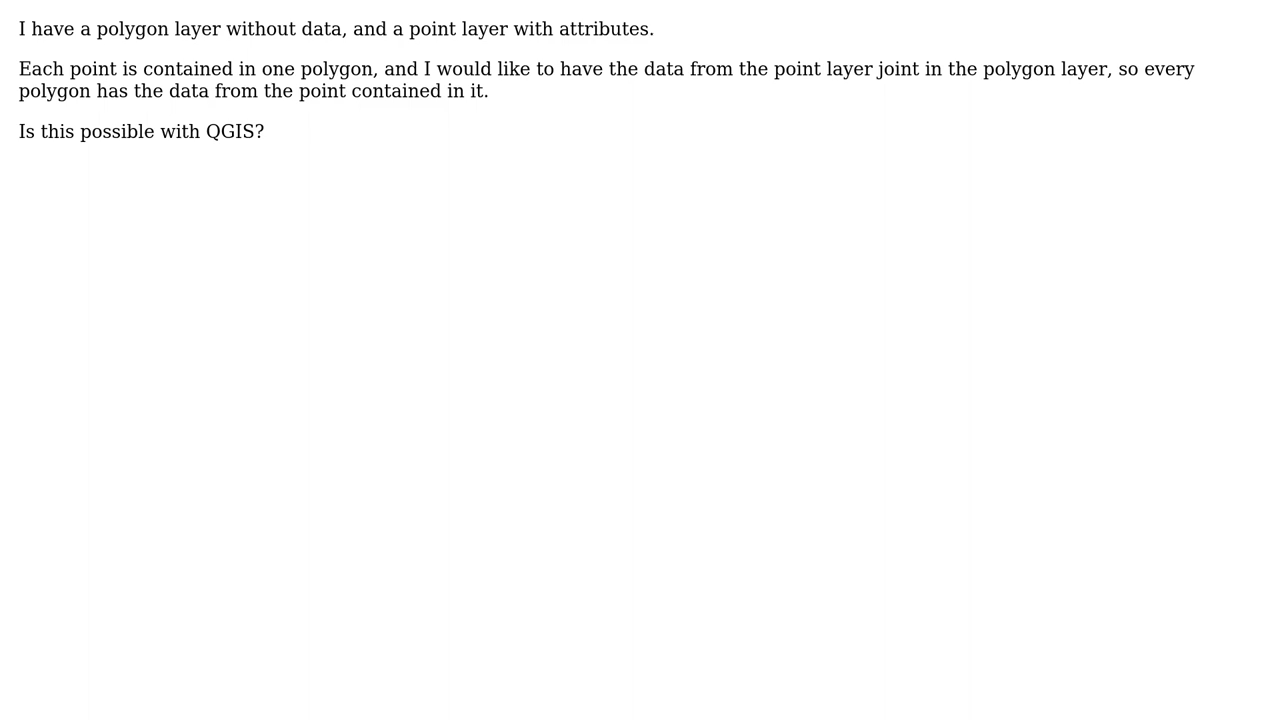 I have a polygon layer without data, and a point layer with attributes.
Each point is contained in one polygon, and I would like to have the data from the point layer joint in the polygon layer, so every
polygon has the data from the point contained in it.
Is this possible with QGIS?